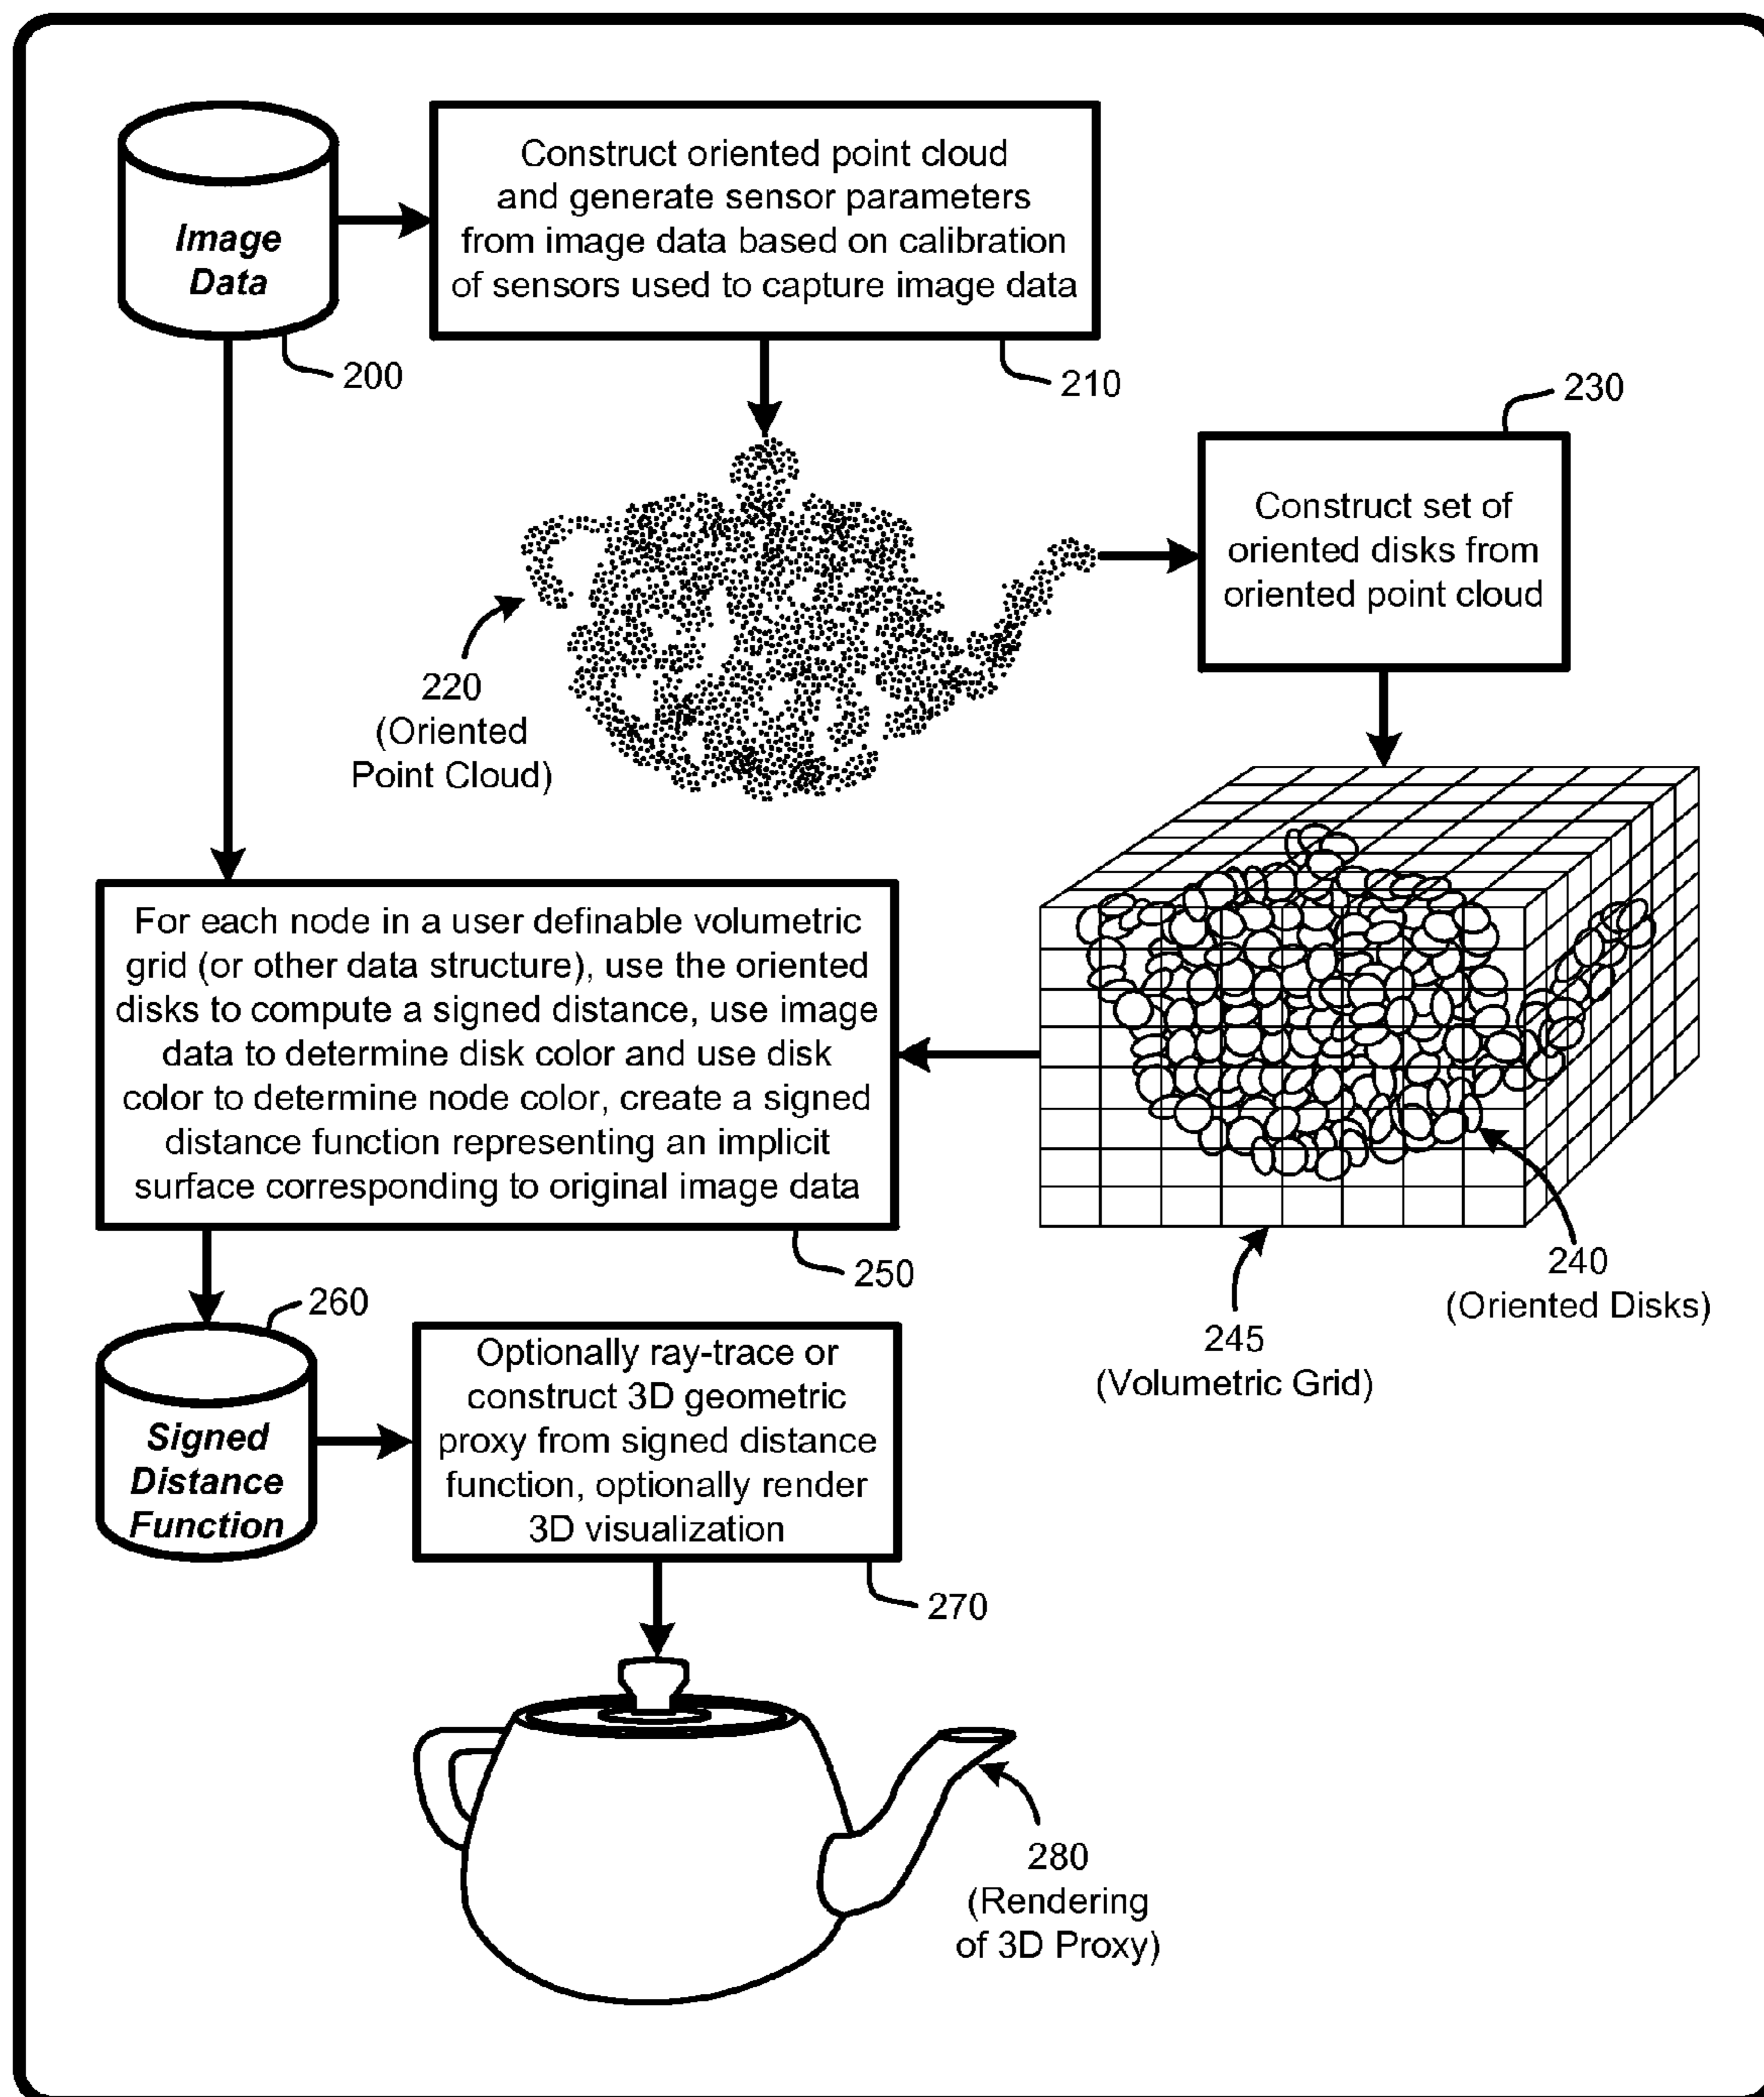 Image
Data
200
Construct oriented point cloud
and generate sensor parameters
from image data based on calibration
of sensors used to capture image data
210
220
(Oriented
Point Cloud)
230
Construct set of
oriented disks from
oriented point cloud
240
(Oriented Disks)
245
(Volumetric Grid)
For each node in a user definable volumetric
grid (or other data structure), use the oriented
disks to compute a signed distance, use image
data to determine disk color and use disk
color to determine node color, create a signed
distance function representing an implicit
surface corresponding to original image data
250
260
Signed
Distance
Function
Optionally ray-trace or
construct 3D geometric
proxy from signed distance
function, optionally render
3D visualization
270
280
(Rendering
of 3D Proxy)